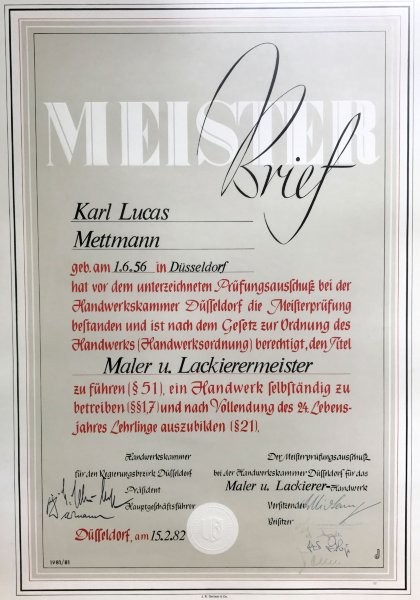 MEISTER
Brief
Karl Lucas
Mettmann
geb. am 1.6.56 in Düsseldorf
hat vor dem unterzeichneten Prüfungsausschuß bei der
Handwerkskammer Düsseldorf die Meisterprüfung
bestanden und ist nach dem Gesetz zur Ordnung des
Handwerks (Handwerksordnung) berechtigt, den Titel
Maler u. Lackierermeister
zu führen (§ 51), ein Handwerk selbständig zu
betreiben (§§1,7) und nach Vollendung des 24. Lebens-
jahres Lehrlinge auszubilden (§ 21).
Handwerkskammer
für den Regierungsbezirk Düsseldorf
Präsident
Hauptgeschäftsführer
Der Meisterprüfungsausschuß
bei der Handwerkskammer Düsseldorf für das
Maler u. Lackierer-Handwerk
Vorsitzender
Beisitzer
Düsseldorf, am 15.2.82